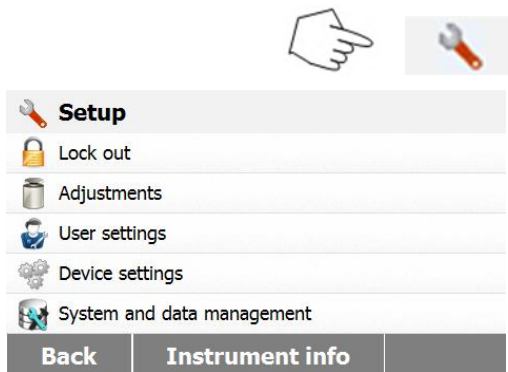 Setup
Lock out
Adjustments
User settings
Device settings
System and data management
Back Instrument info